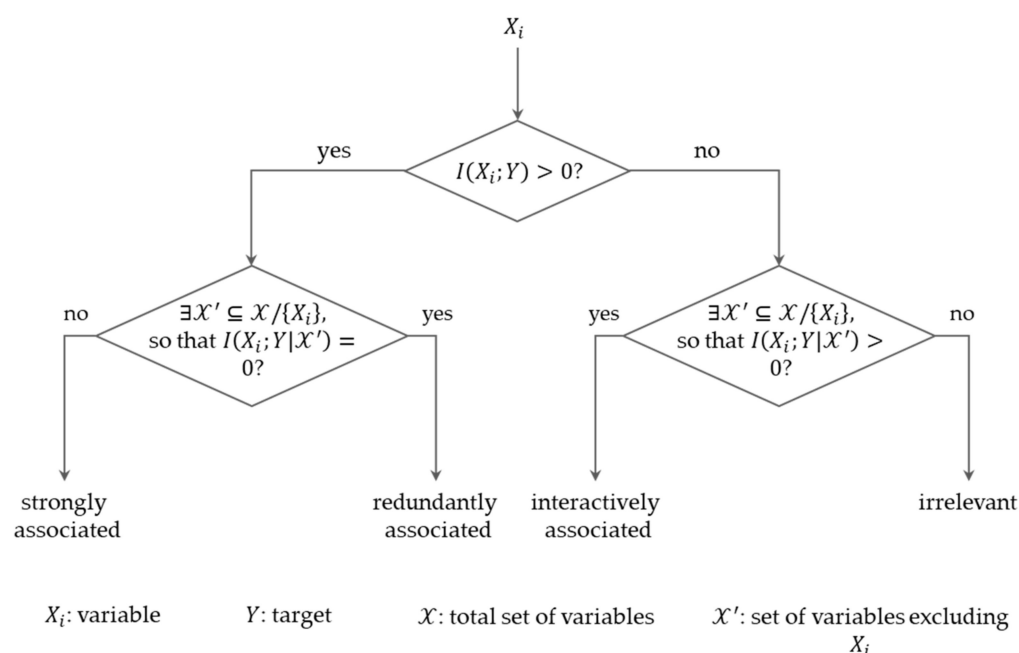 X_i
yes
no
I(X_i; Y) > 0?
no
∃𝒳′ ⊆ 𝒳/{X_i},
so that I(X_i; Y|𝒳′) =
0?
yes
yes
∃𝒳′ ⊆ 𝒳/{X_i},
so that I(X_i; Y|𝒳′) >
0?
no
strongly
associated
redundantly
associated
interactively
associated
irrelevant
X_i: variable
Y: target
𝒳: total set of variables
𝒳′: set of variables excluding
X_i